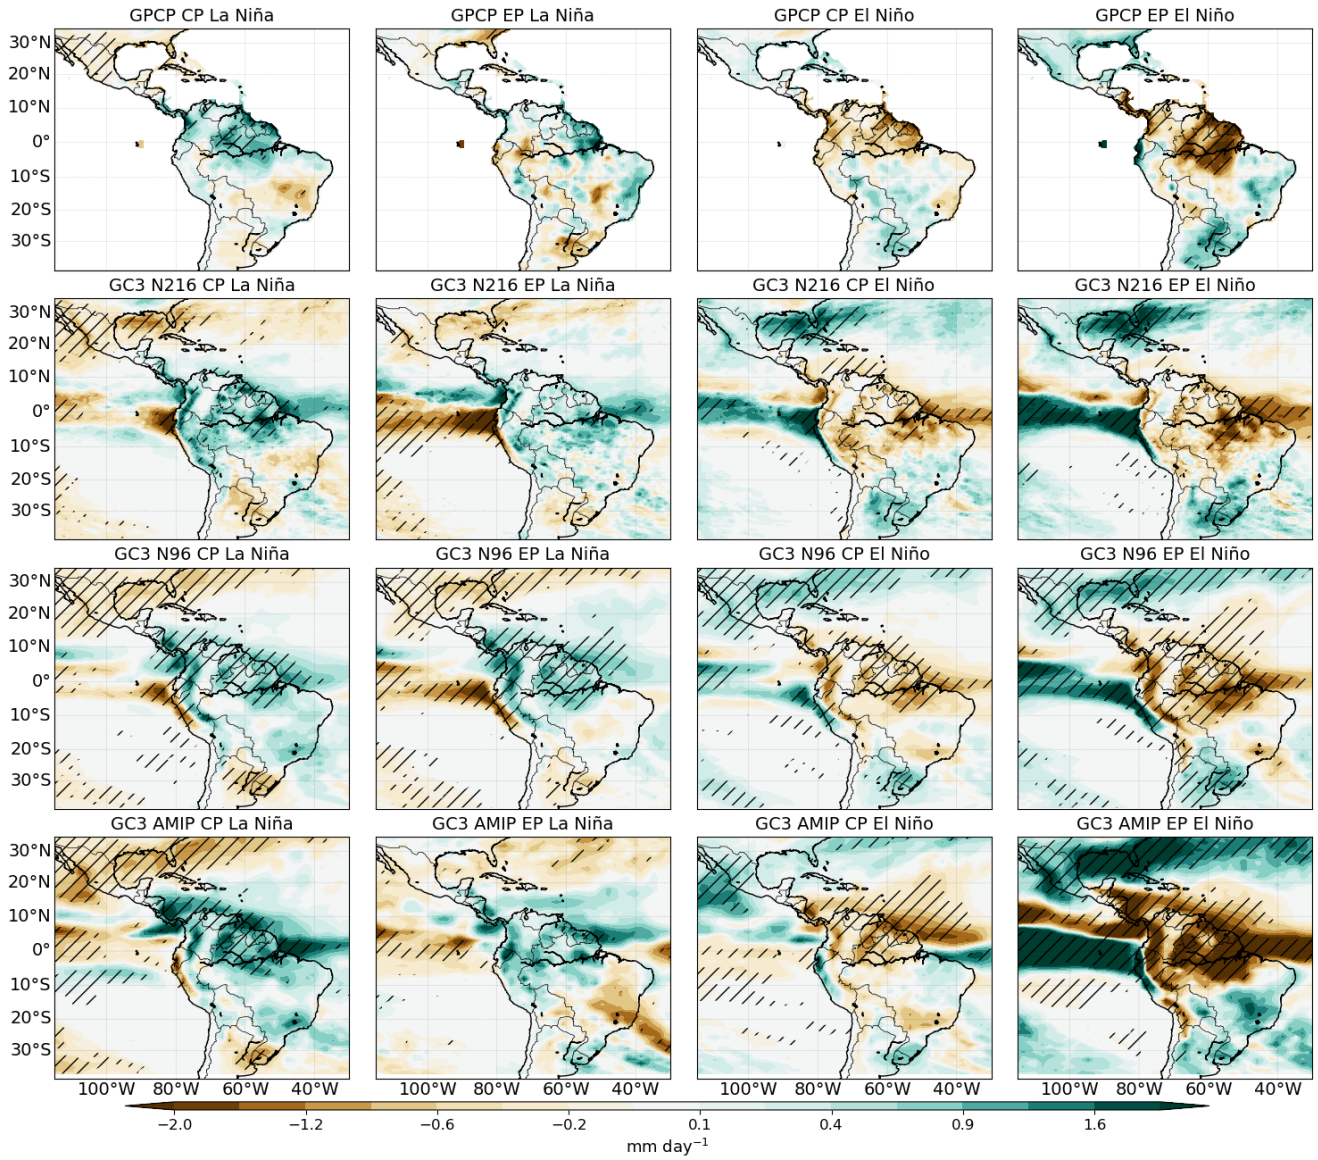 GPCP CP La Niña GPCP EP La Niña GPCP CP El Niño GPCP EP El Niño
30°N
20°N
10°N
0°
10°S
20°S
30°S
GC3 N216 CP La Niña GC3 N216 EP La Niña GC3 N216 CP El Niño GC3 N216 EP El Niño
30°N
20°N
10°N
0°
10°S
20°S
30°S
GC3 N96 CP La Niña GC3 N96 EP La Niña GC3 N96 CP El Niño GC3 N96 EP El Niño
30°N
20°N
10°N
0°
10°S
20°S
30°S
GC3 AMIP CP La Niña GC3 AMIP EP La Niña GC3 AMIP CP El Niño GC3 AMIP EP El Niño
30°N
20°N
10°N
0°
10°S
20°S
30°S
100°W 80°W 60°W 40°W 100°W 80°W 60°W 40°W 100°W 80°W 60°W 40°W 100°W 80°W 60°W 40°W
−2.0 −1.2 −0.6 −0.2 0.1 0.4 0.9 1.6
mm day⁻¹